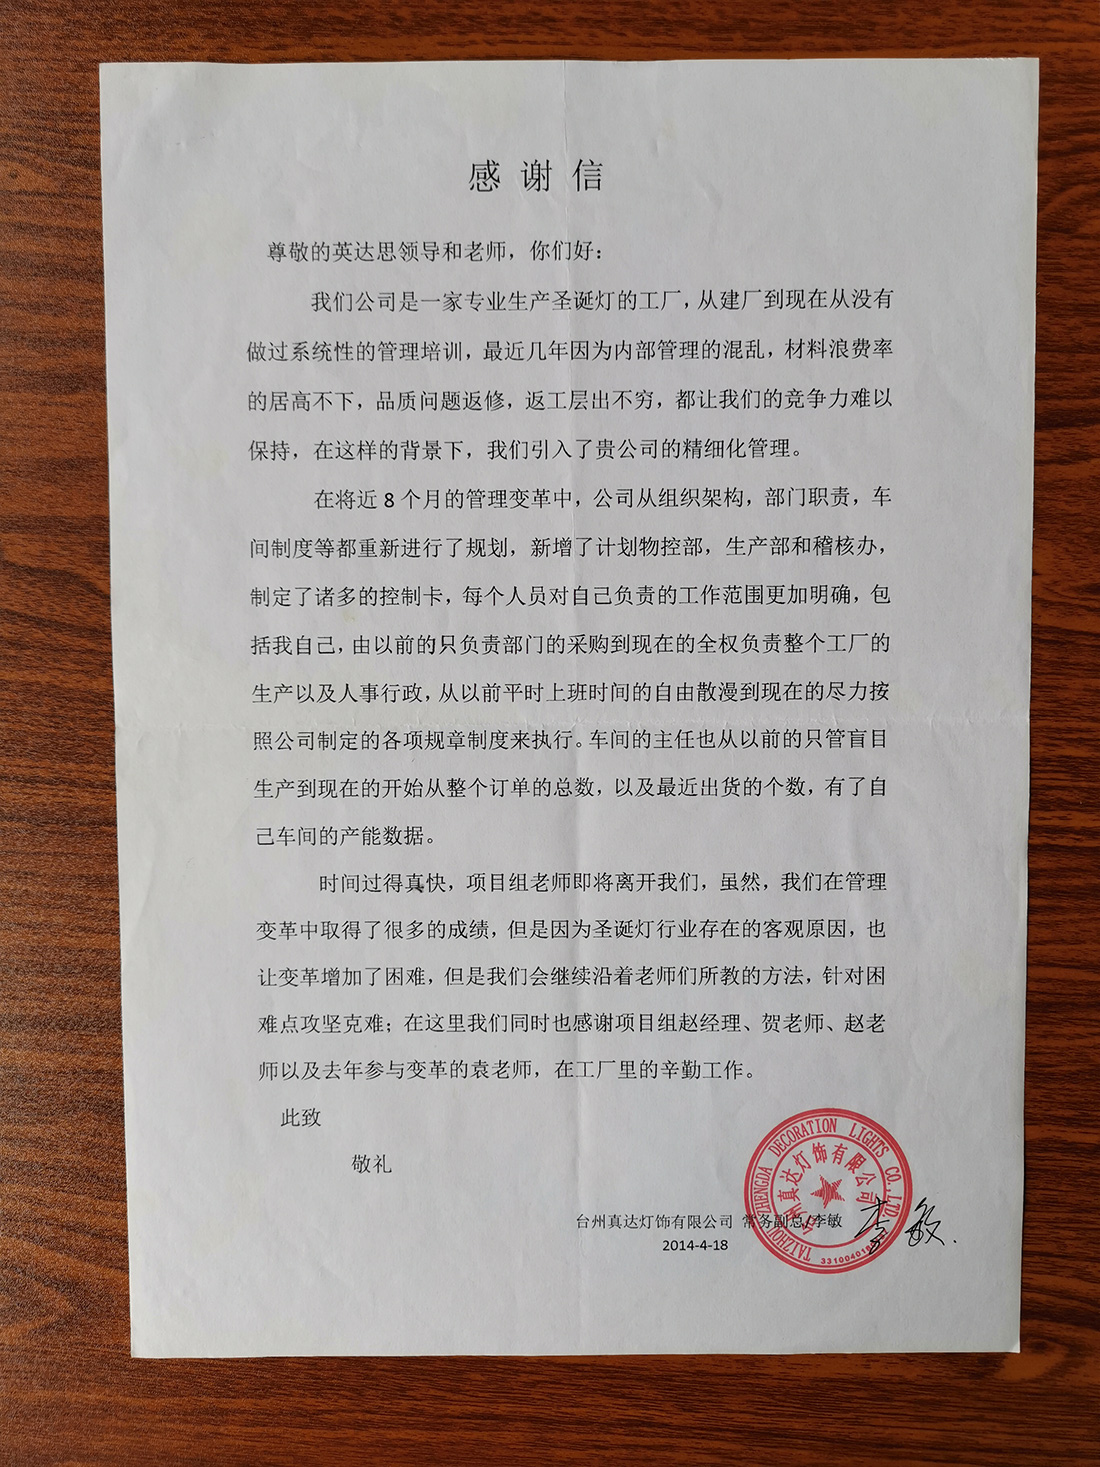 感谢信
尊敬的英达思领导和老师，你们好：
我们公司是一家专业生产圣诞灯的工厂，从建厂到现在从没有
做过系统性的管理培训，最近几年因为内部管理的混乱，材料浪费率
的居高不下，品质问题返修，返工层出不穷，都让我们的竞争力难以
保持，在这样的背景下，我们引入了贵公司的精细化管理。
在将近 8 个月的管理变革中，公司从组织架构，部门职责，车
间制度等都重新进行了规划，新增了计划物控部，生产部和稽核办，
制定了诸多的控制卡，每个人员对自己负责的工作范围更加明确，包
括我自己，由以前的只负责部门的采购到现在的全权负责整个工厂的
生产以及人事行政，从以前平时上班时间的自由散漫到现在的尽力按
照公司制定的各项规章制度来执行。车间的主任也从以前的只管盲目
生产到现在的开始从整个订单的总数，以及最近出货的个数，有了自
己车间的产能数据。
时间过得真快，项目组老师即将离开我们，虽然，我们在管理
变革中取得了很多的成绩，但是因为圣诞灯行业存在的客观原因，也
让变革增加了困难，但是我们会继续沿着老师们所教的方法，针对困
难点攻坚克难；在这里我们同时也感谢项目组赵经理、贺老师、赵老
师以及去年参与变革的袁老师，在工厂里的辛勤工作。
此致
敬礼
TAIZHOU ZHENGDA DECORATION LIGHTS CO.,LTD.
台州真达灯饰有限公司
台州真达灯饰有限公司 常务副总/李敏
李敏.
2014-4-18